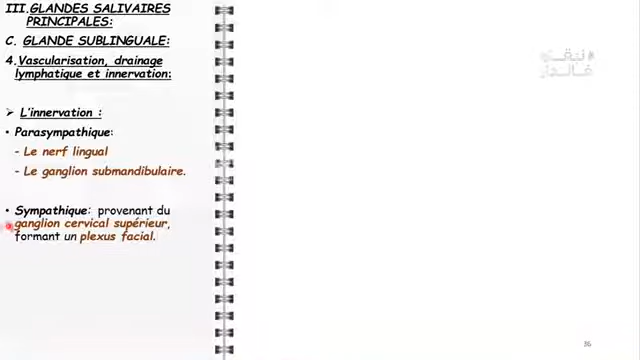 III.GLANDES SALIVAIRES
PRINCIPALES:
C. GLANDE SUBLINGUALE:
4.Vascularisation, drainage
lymphatique et innervation:
➢ L'innervation :
• Parasympathique:
- Le nerf lingual
- Le ganglion submandibulaire.
• Sympathique: provenant du
ganglion cervical supérieur,
formant un plexus facial.
36